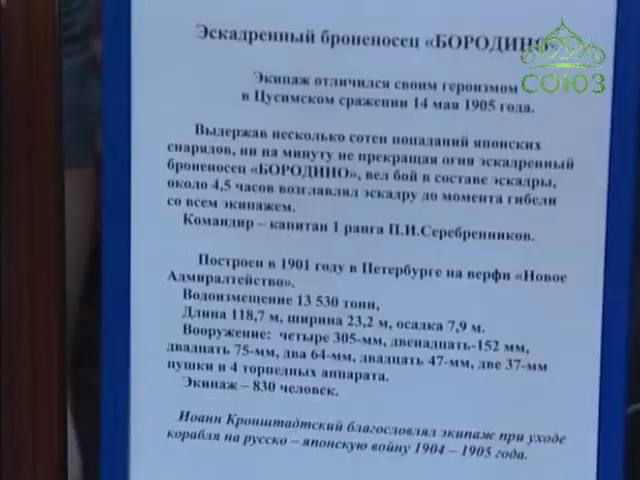 Эскадренный броненосец «БОРОДИНО»
СОЮЗ
Экипаж отличился своим героизмом
в Цусимском сражении 14 мая 1905 года.
Выдержав несколько сотен попаданий японских
снарядов, ни на минуту не прекращая огня эскадренный
броненосец «БОРОДИНО», вел бой в составе эскадры,
около 4,5 часов возглавлял эскадру до момента гибели
со всем экипажем.
Командир – капитан 1 ранга П.И.Серебренников.
Построен в 1901 году в Петербурге на верфи «Новое
Адмиралтейство».
Водоизмещение 13 530 тонн,
Длина 118,7 м, ширина 23,2 м, осадка 7,9 м.
Вооружение: четыре 305-мм, двенадцать-152 мм,
двадцать 75-мм, два 64-мм, двадцать 47-мм, две 37-мм
пушки и 4 торпедных аппарата.
Экипаж – 830 человек.
Иоанн Кронштадтский благословлял экипаж при уходе
корабля на русско – японскую войну 1904 – 1905 года.